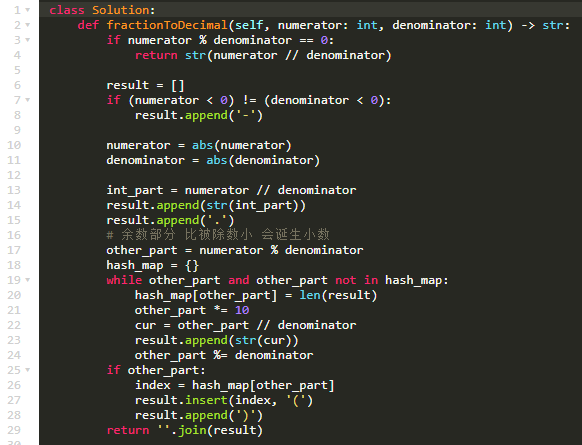 1 class Solution:
2     def fractionToDecimal(self, numerator: int, denominator: int) -> str:
3         if numerator % denominator == 0:
4             return str(numerator // denominator)
5
6         result = []
7         if (numerator < 0) != (denominator < 0):
8             result.append('-')
9
10         numerator = abs(numerator)
11         denominator = abs(denominator)
12
13         int_part = numerator // denominator
14         result.append(str(int_part))
15         result.append('.')
16         # 余数部分 比被除数小 会诞生小数
17         other_part = numerator % denominator
18         hash_map = {}
19         while other_part and other_part not in hash_map:
20             hash_map[other_part] = len(result)
21             other_part *= 10
22             cur = other_part // denominator
23             result.append(str(cur))
24             other_part %= denominator
25         if other_part:
26             index = hash_map[other_part]
27             result.insert(index, '(')
28             result.append(')')
29         return ''.join(result)
30